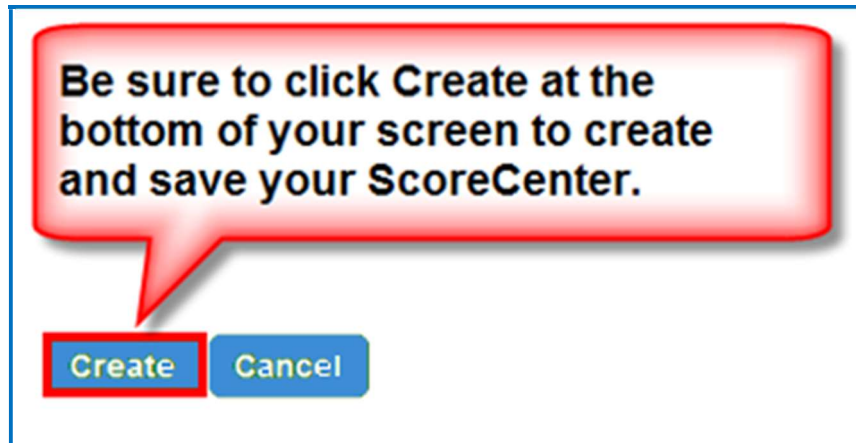 Be sure to click Create at the
bottom of your screen to create
and save your ScoreCenter.
Create Cancel